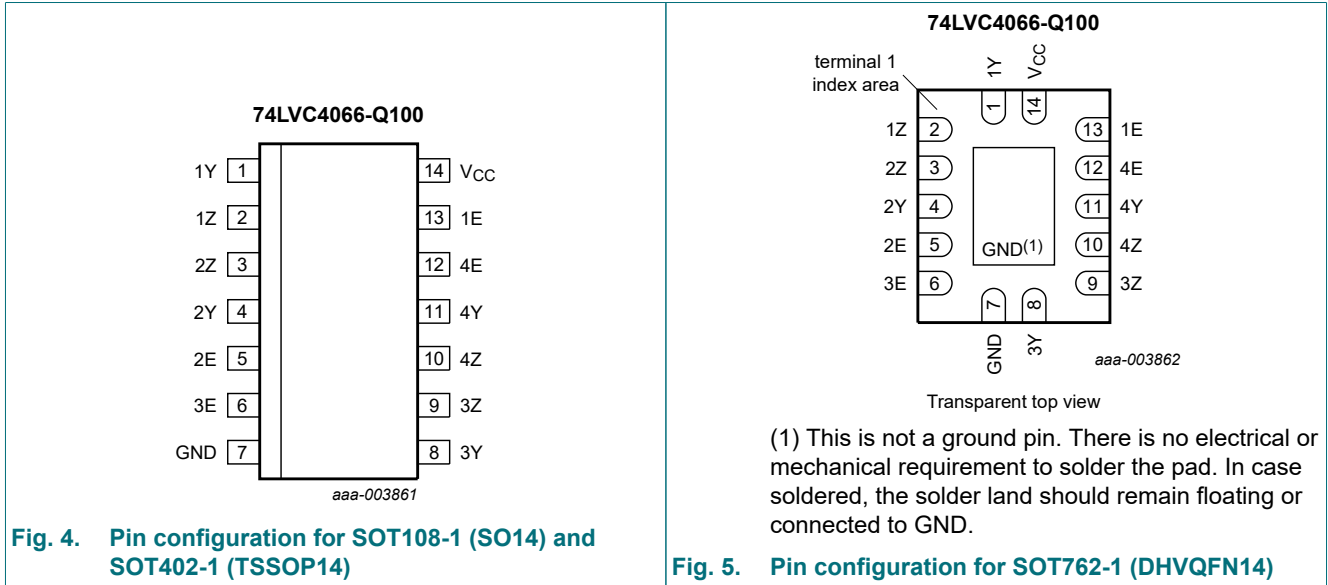 74LVC4066-Q100
1Y 1 14 VCC
1Z 2 13 1E
2Z 3 12 4E
2Y 4 11 4Y
2E 5 10 4Z
3E 6 9 3Z
GND 7 8 3Y
aaa-003861
Fig. 4. Pin configuration for SOT108-1 (SO14) and
SOT402-1 (TSSOP14)
74LVC4066-Q100
terminal 1
index area
1Y VCC
1 14
1Z 2 13 1E
2Z 3 12 4E
2Y 4 11 4Y
2E 5 10 4Z
GND(1)
3E 6 9 3Z
7 8
GND 3Y
aaa-003862
Transparent top view
(1) This is not a ground pin. There is no electrical or
mechanical requirement to solder the pad. In case
soldered, the solder land should remain floating or
connected to GND.
Fig. 5. Pin configuration for SOT762-1 (DHVQFN14)